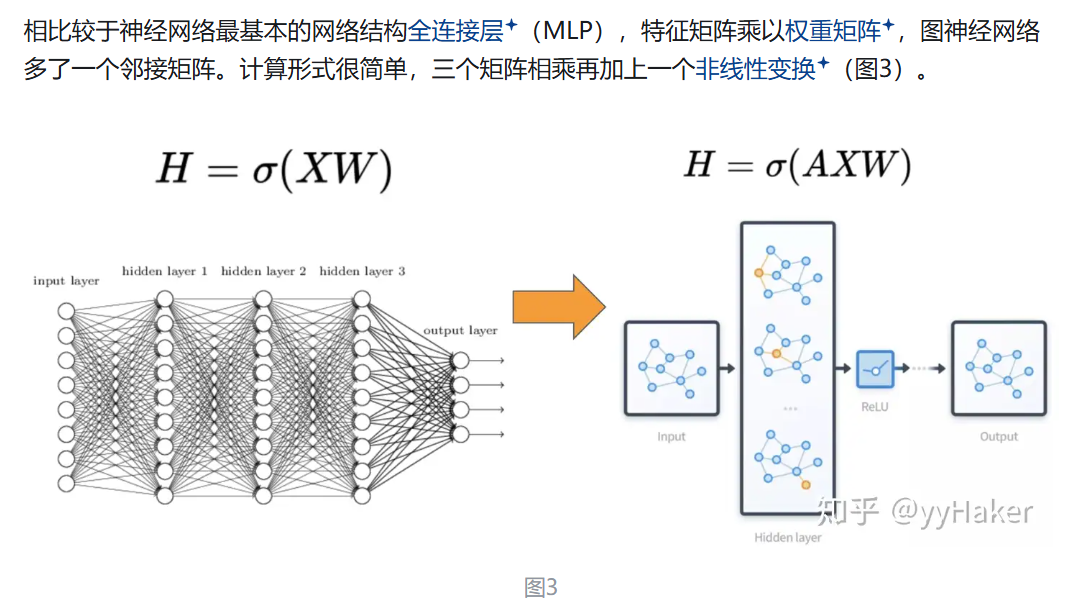 相比较于神经网络最基本的网络结构全连接层（MLP），特征矩阵乘以权重矩阵，图神经网络
多了一个邻接矩阵。计算形式很简单，三个矩阵相乘再加上一个非线性变换（图3）。
H = σ(XW)
H = σ(AXW)
input layer
hidden layer 1
hidden layer 2
hidden layer 3
output layer
Input
...
Hidden layer
ReLU
Output
知乎 @yyHaker
图3